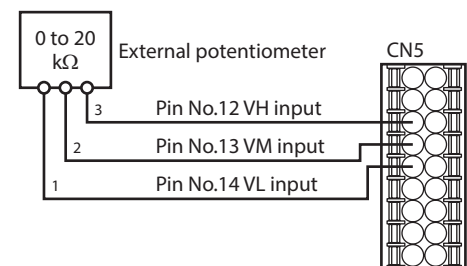 0 to 20
kΩ
External potentiometer
CN5
3
Pin No.12 VH input
2
Pin No.13 VM input
1
Pin No.14 VL input